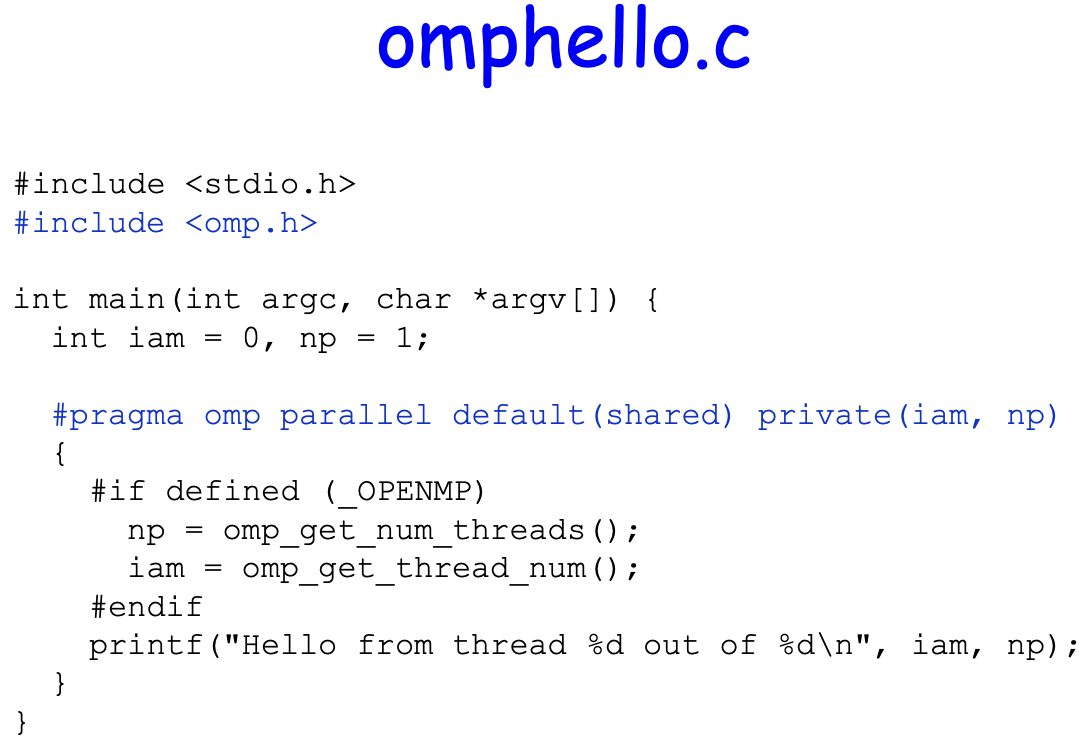 omphello.c
#include <stdio.h>
#include <omp.h>
int main(int argc, char *argv[]) {
  int iam = 0, np = 1;
  #pragma omp parallel default(shared) private(iam, np)
  {
    #if defined (_OPENMP)
      np = omp_get_num_threads();
      iam = omp_get_thread_num();
    #endif
    printf("Hello from thread %d out of %d\n", iam, np);
  }
}